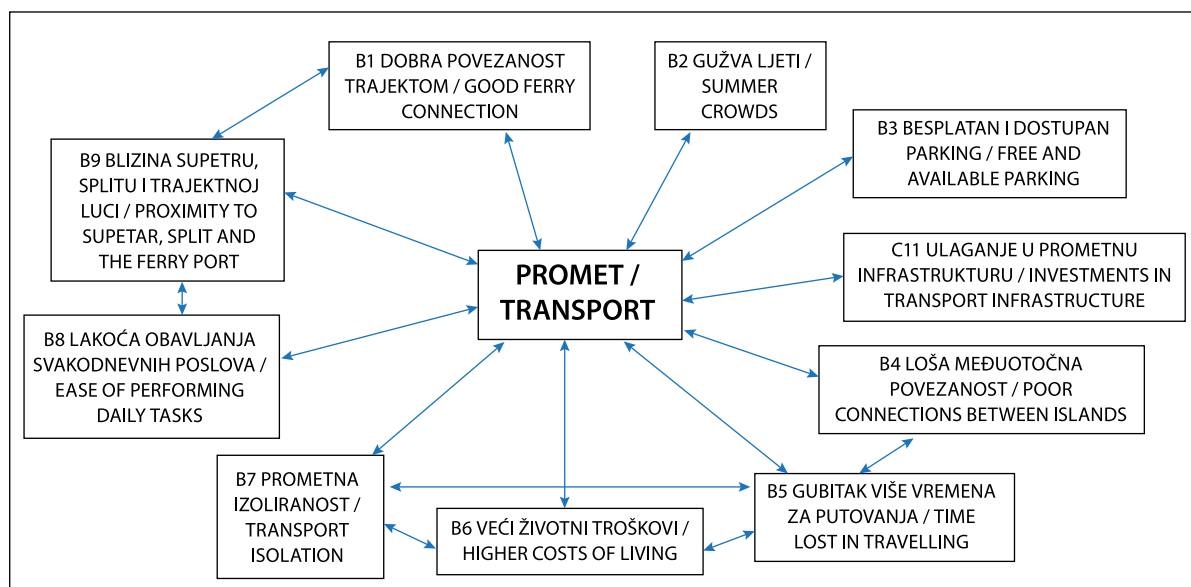 B1 DOBRA POVEZANOST
TRAJEKTOM / GOOD FERRY
CONNECTION
B2 GUŽVA LJETI /
SUMMER
CROWDS
B3 BESPLATAN I DOSTUPAN
PARKING / FREE AND
AVAILABLE PARKING
B9 BLIZINA SUPETRU,
SPLITU I TRAJEKTNOJ
LUCI / PROXIMITY TO
SUPETAR, SPLIT AND
THE FERRY PORT
PROMET /
TRANSPORT
C11 ULAGANJE U PROMETNU
INFRASTRUKTURU / INVESTMENTS IN
TRANSPORT INFRASTRUCTURE
B8 LAKOĆA OBAVLJANJA
SVAKODNEVNIH POSLOVA /
EASE OF PERFORMING
DAILY TASKS
B4 LOŠA MEĐUOTOČNA
POVEZANOST / POOR
CONNECTIONS BETWEEN ISLANDS
B7 PROMETNA
IZOLIRANOST /
TRANSPORT
ISOLATION
B6 VEĆI ŽIVOTNI TROŠKOVI /
HIGHER COSTS OF LIVING
B5 GUBITAK VIŠE VREMENA
ZA PUTOVANJA / TIME
LOST IN TRAVELLING